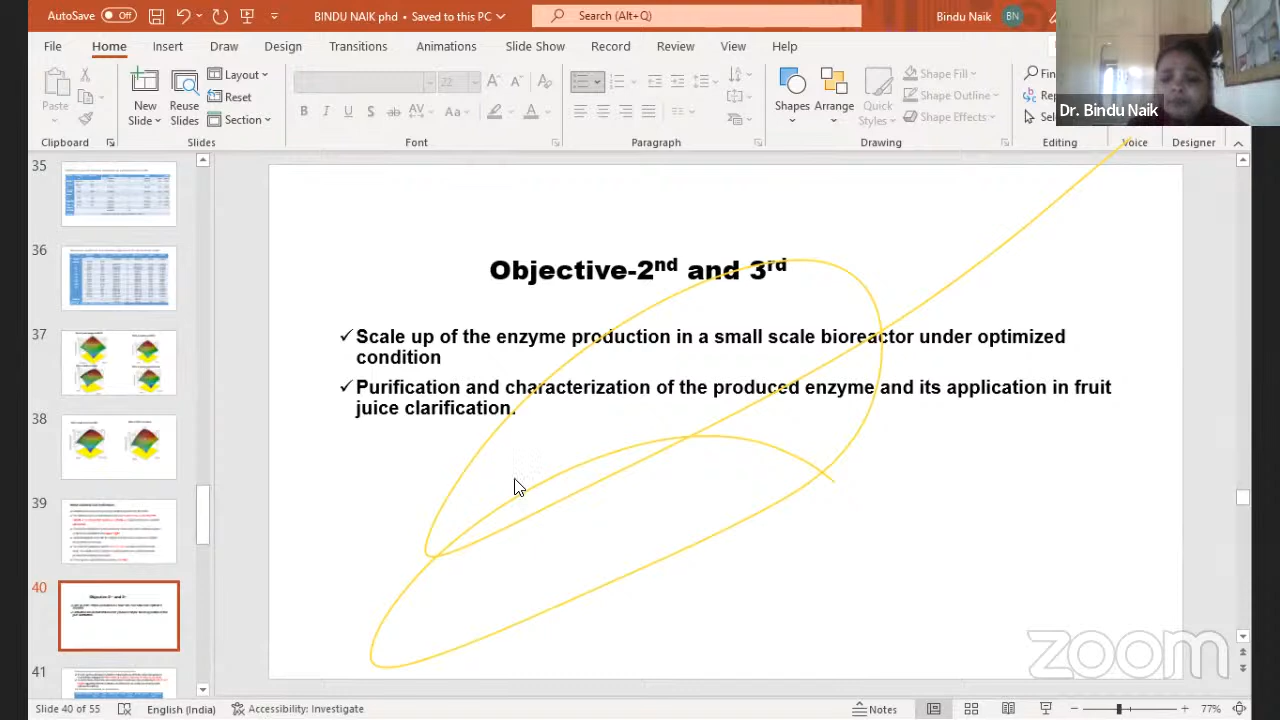 AutoSave Off BINDU NAIK phd • Saved to this PC Search (Alt+Q) Bindu Naik BN
File Home Insert Draw Design Transitions Animations Slide Show Record Review View Help
Paste New Slide Reuse Slides Layout Reset Section 22 Shapes Arrange Quick Styles Shape Fill Shape Outline Shape Effects
Clipboard Slides Font Paragraph Drawing Editing Voice Designer
Dr. Bindu Naik
35
36
37
38
39
40
41
Objective-2nd and 3rd
✓ Scale up of the enzyme production in a small scale bioreactor under optimized
condition
✓ Purification and characterization of the produced enzyme and its application in fruit
juice clarification.
zoom
Slide 40 of 55 English (India) Accessibility: Investigate Notes 77%